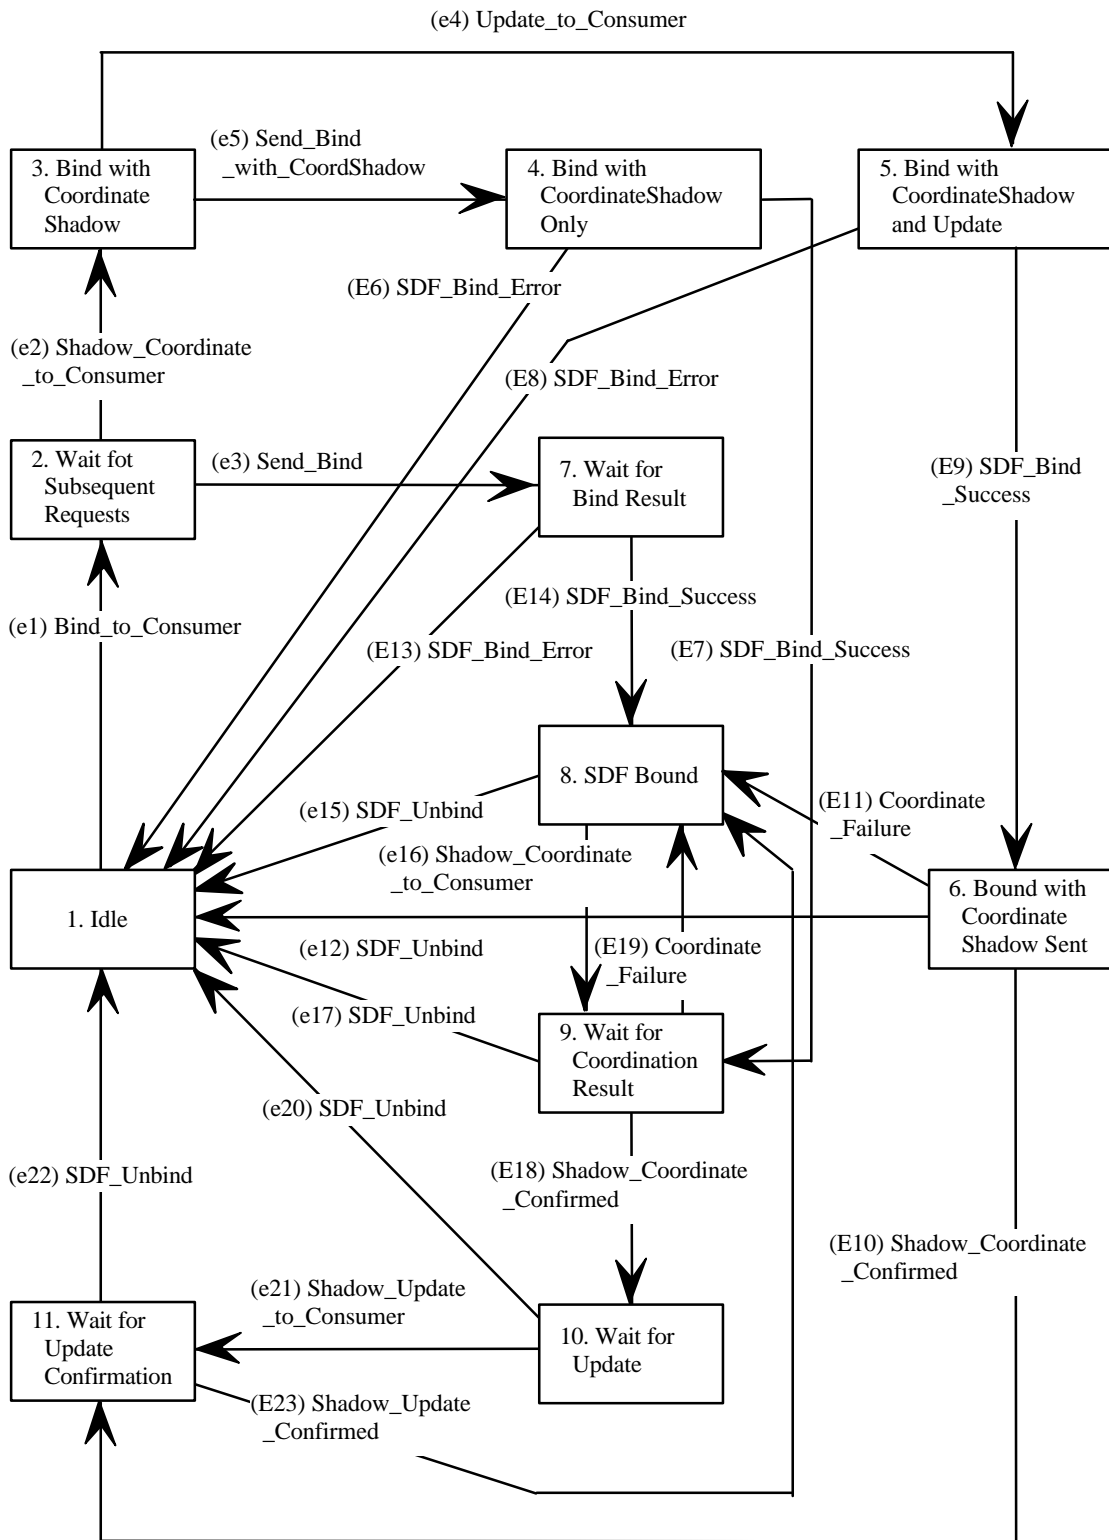 (e4) Update_to_Consumer
(e5) Send_Bind
_with_CoordShadow
3. Bind with
Coordinate
Shadow
4. Bind with
CoordinateShadow
Only
5. Bind with
CoordinateShadow
and Update
(E6) SDF_Bind_Error
(e2) Shadow_Coordinate
_to_Consumer
(E8) SDF_Bind_Error
2. Wait fot
Subsequent
Requests
(e3) Send_Bind
7. Wait for
Bind Result
(E9) SDF_Bind
_Success
(E14) SDF_Bind_Success
(e1) Bind_to_Consumer
(E13) SDF_Bind_Error
(E7) SDF_Bind_Success
8. SDF Bound
(e15) SDF_Unbind
(E11) Coordinate
_Failure
(e16) Shadow_Coordinate
_to_Consumer
1. Idle
6. Bound with
Coordinate
Shadow Sent
(e12) SDF_Unbind
(E19) Coordinate
_Failure
(e17) SDF_Unbind
9. Wait for
Coordination
Result
(e20) SDF_Unbind
(e22) SDF_Unbind
(E18) Shadow_Coordinate
_Confirmed
(E10) Shadow_Coordinate
_Confirmed
(e21) Shadow_Update
_to_Consumer
11. Wait for
Update
Confirmation
10. Wait for
Update
(E23) Shadow_Update
_Confirmed